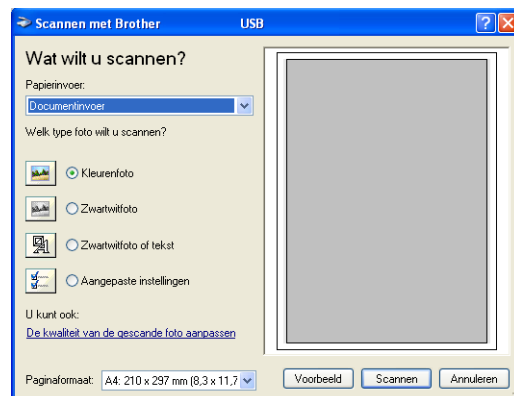 Scannen met Brother USB
Wat wilt u scannen?
Papierinvoer:
Documentinvoer
Welk type foto wilt u scannen?
Kleurenfoto
Zwartwitfoto
Zwartwitfoto of tekst
Aangepaste instellingen
U kunt ook:
De kwaliteit van de gescande foto aanpassen
Paginaformaat: A4: 210 x 297 mm (8,3 x 11,7
Voorbeeld Scannen Annuleren